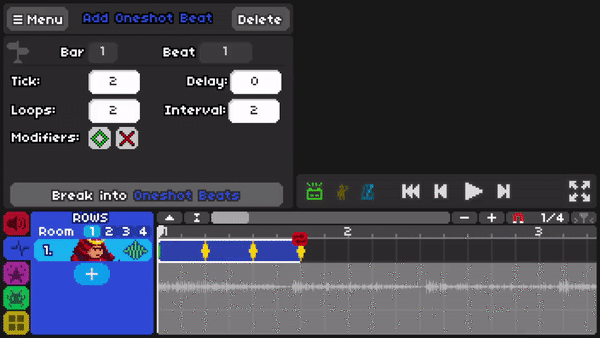 Menu Add Oneshot Beat Delete
Bar 1 Beat 1
Tick: 2 Delay: 0
Loops: 2 Interval: 2
Modifiers:
Break into Oneshot Beats
ROWS
Room 1 2 3 4
1 2 3
1.
1/4